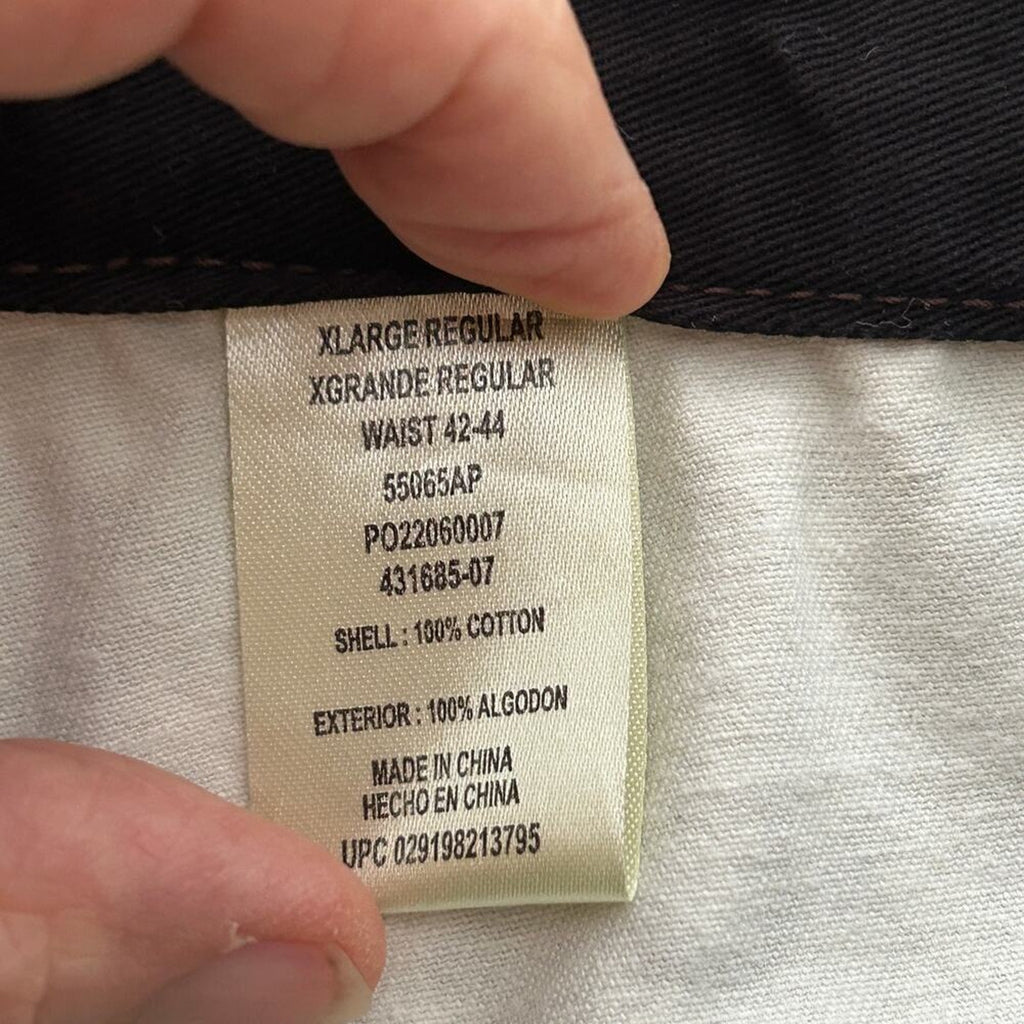 XLARGE REGULAR
XGRANDE REGULAR
WAIST 42-44
55065AP
PO22060007
431685-07
SHELL : 100% COTTON
EXTERIOR : 100% ALGODON
MADE IN CHINA
HECHO EN CHINA
UPC 029198213795